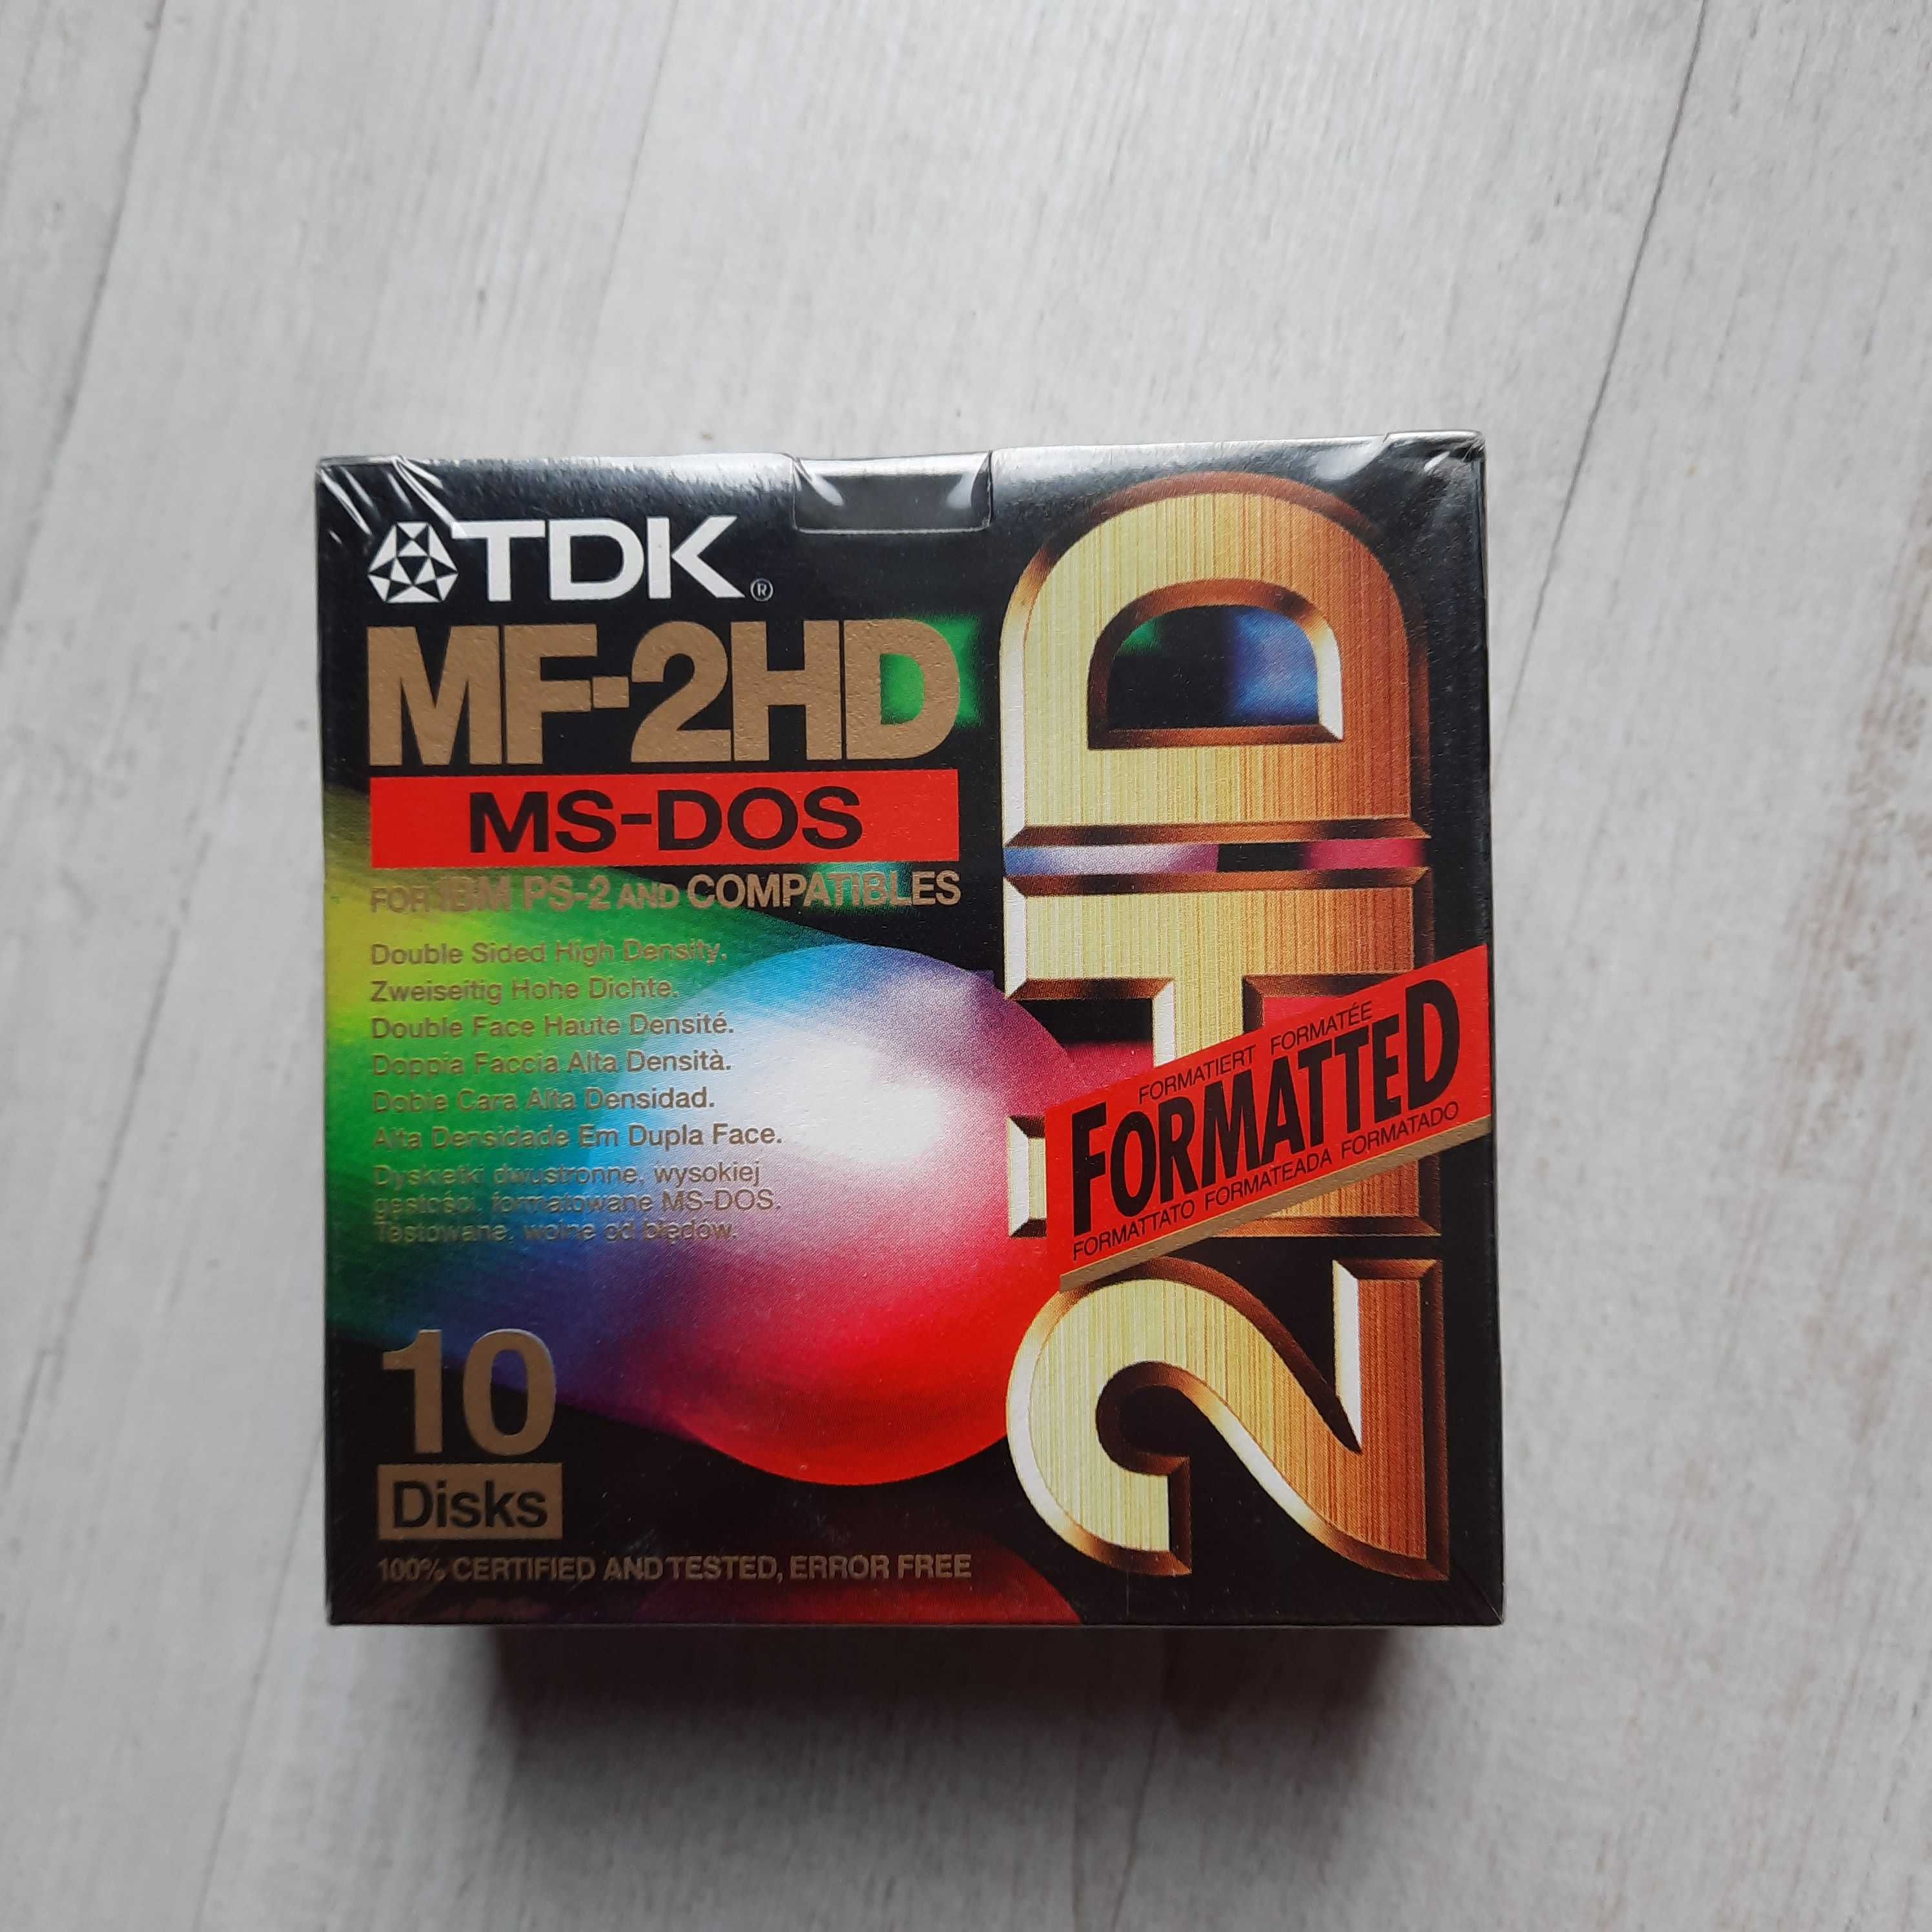 TDK®
MF-2HD
MS-DOS
FOR IBM PS-2 AND COMPATIBLES
Double Sided High Density.
Zweiseitig Hohe Dichte.
Double Face Haute Densité.
Doppia Faccia Alta Densità.
Doble Cara Alta Densidad.
Alta Densidade Em Dupla Face.
Dyskietki dwustronne, wysokiej
gęstości, formatowane MS-DOS.
Testowane, wolne od błędów.
10
Disks
100% CERTIFIED AND TESTED, ERROR FREE
2HD
FORMATIERT FORMATÉE
FORMATTED
FORMATTATO FORMATEADA FORMATADO